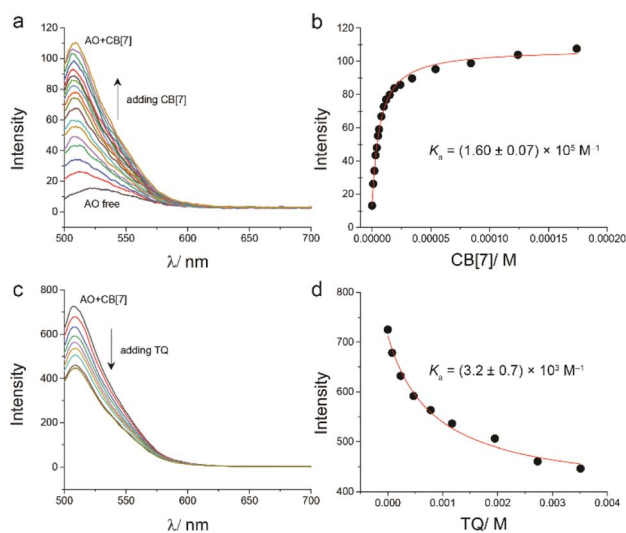 a
120
100
80
60
40
20
0
Intensity
AO+CB[7]
adding CB[7]
AO free
500 550 600 650 700
λ/ nm
b
120
100
80
60
40
20
0
Intensity
Kₐ = (1.60 ± 0.07) × 10⁵ M⁻¹
0.00000 0.00005 0.00010 0.00015 0.00020
CB[7]/ M
c
800
600
400
200
0
Intensity
AO+CB[7]
adding TQ
500 550 600 650 700
λ/ nm
d
800
700
600
500
400
Intensity
Kₐ = (3.2 ± 0.7) × 10³ M⁻¹
0.000 0.001 0.002 0.003 0.004
TQ/ M